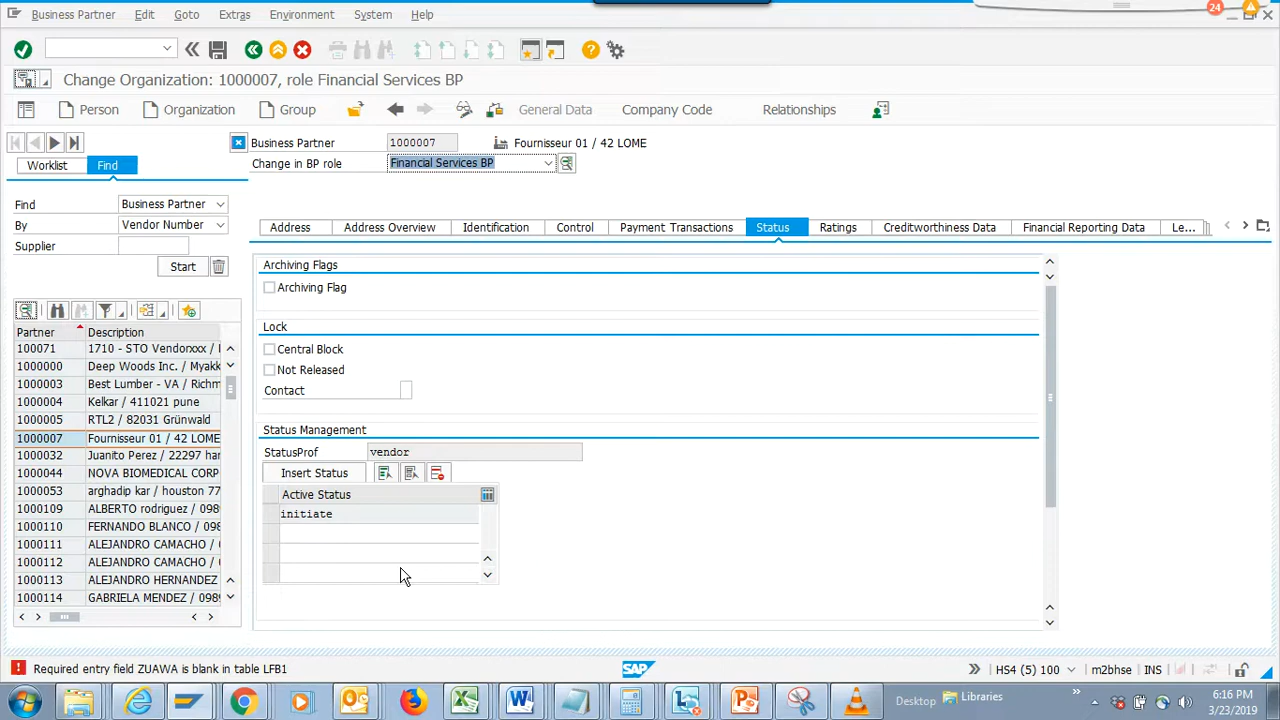 24
Business Partner Edit Goto Extras Environment System Help
Change Organization: 1000007, role Financial Services BP
Person Organization Group General Data Company Code Relationships
Business Partner 1000007 Fournisseur 01 / 42 LOME
Worklist Find
Change in BP role Financial Services BP
Find Business Partner
By Vendor Number
Supplier
Start
Address Address Overview Identification Control Payment Transactions Status Ratings Creditworthiness Data Financial Reporting Data Le...
Partner Description
100071 1710 - STO Vendonxxx / I
1000000 Deep Woods Inc. / Myakk
1000003 Best Lumber - VA / Richm
1000004 Kelkar / 411021 pune
1000005 RTL2 / 82031 Grünwald
1000007 Fournisseur 01 / 42 LOME
1000032 Juanito Perez / 22297 har
1000044 NOVA BIOMEDICAL CORP
1000053 arghadip kar / houston 77
1000109 ALBERTO rodriguez / 098
1000110 FERNANDO BLANCO / 098
1000111 ALEJANDRO CAMACHO / 0
1000112 ALEJANDRO CAMACHO / 0
1000113 ALEJANDRO HERNANDEZ
1000114 GABRIELA MENDEZ / 0989
Archiving Flags
Archiving Flag
Lock
Central Block
Not Released
Contact
Status Management
StatusProf vendor
Insert Status
Active Status
initiate
Required entry field ZUAWA is blank in table LFB1
SAP
HS4 (5) 100 m2bhse INS
Desktop Libraries
6:16 PM
3/23/2019